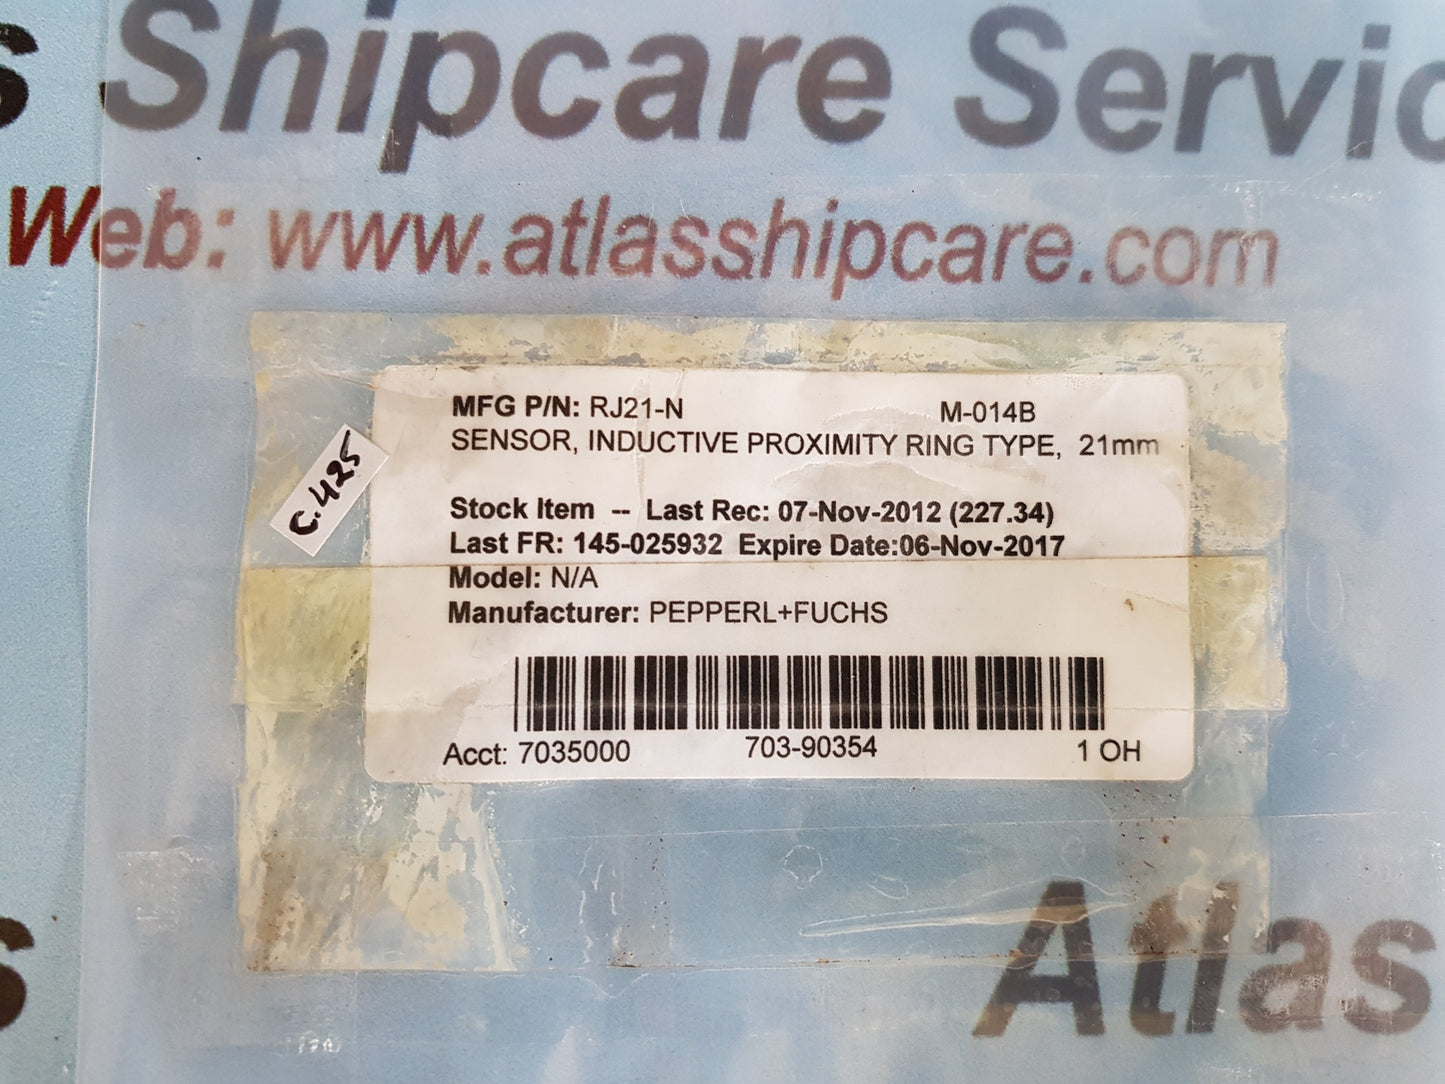 s Shipcare Servic
Web: www.atlasshipcare.com
MFG P/N: RJ21-N M-014B
SENSOR, INDUCTIVE PROXIMITY RING TYPE, 21mm
C.425
Stock Item -- Last Rec: 07-Nov-2012 (227.34)
Last FR: 145-025932 Expire Date:06-Nov-2017
Model: N/A
Manufacturer: PEPPERL+FUCHS
Acct: 7035000 703-90354 1 OH
s Atlas